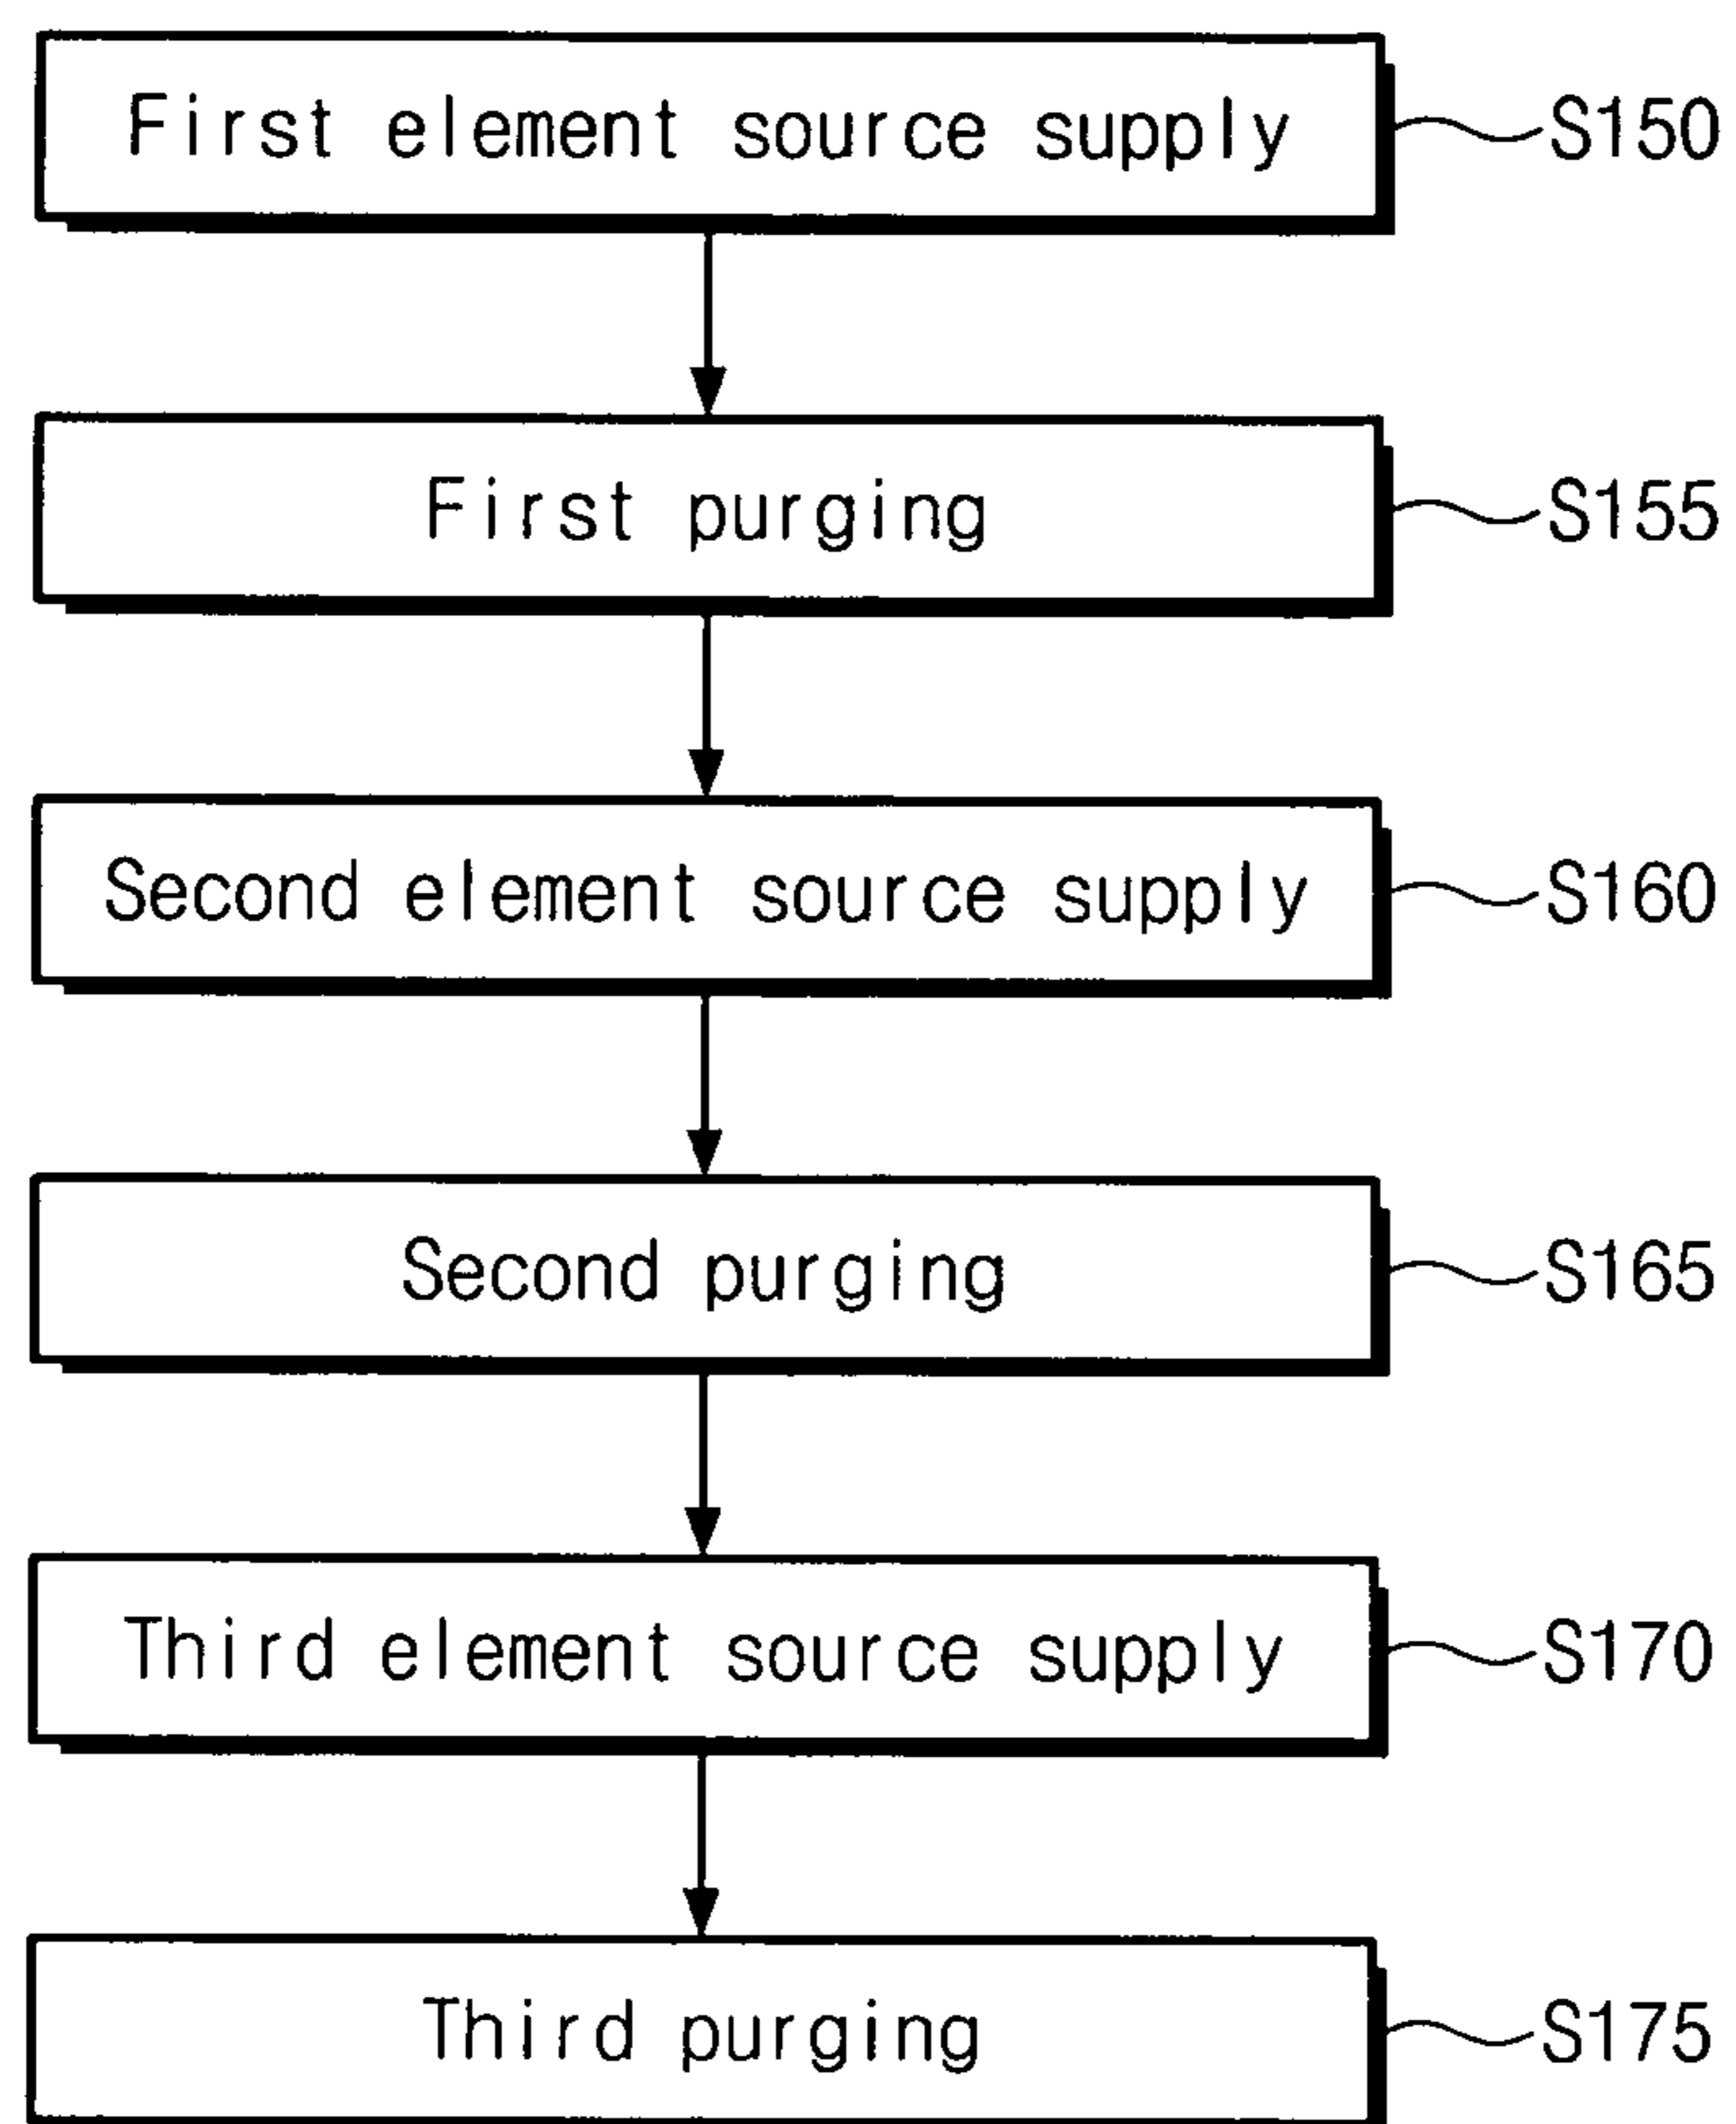 First element source supply S150
First purging S155
Second element source supply S160
Second purging S165
Third element source supply S170
Third purging S175